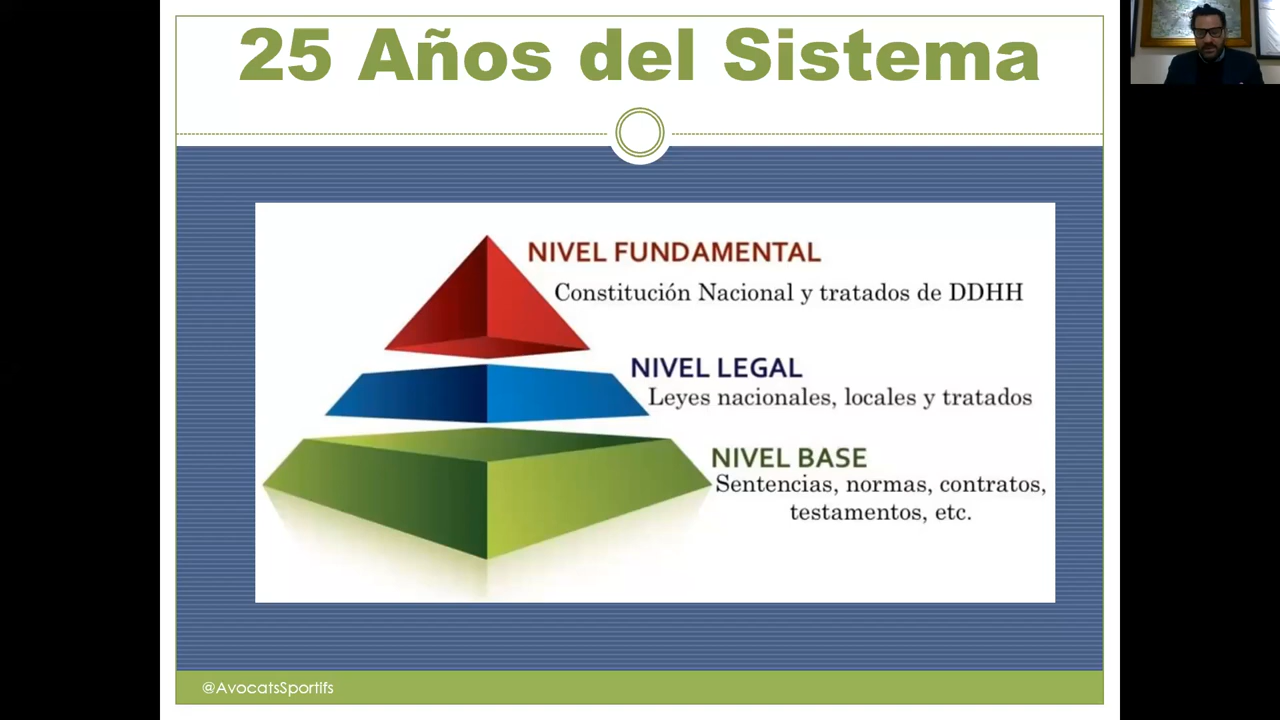 25 Años del Sistema
NIVEL FUNDAMENTAL
Constitución Nacional y tratados de DDHH
NIVEL LEGAL
Leyes nacionales, locales y tratados
NIVEL BASE
Sentencias, normas, contratos,
testamentos, etc.
@AvocatsSportifs